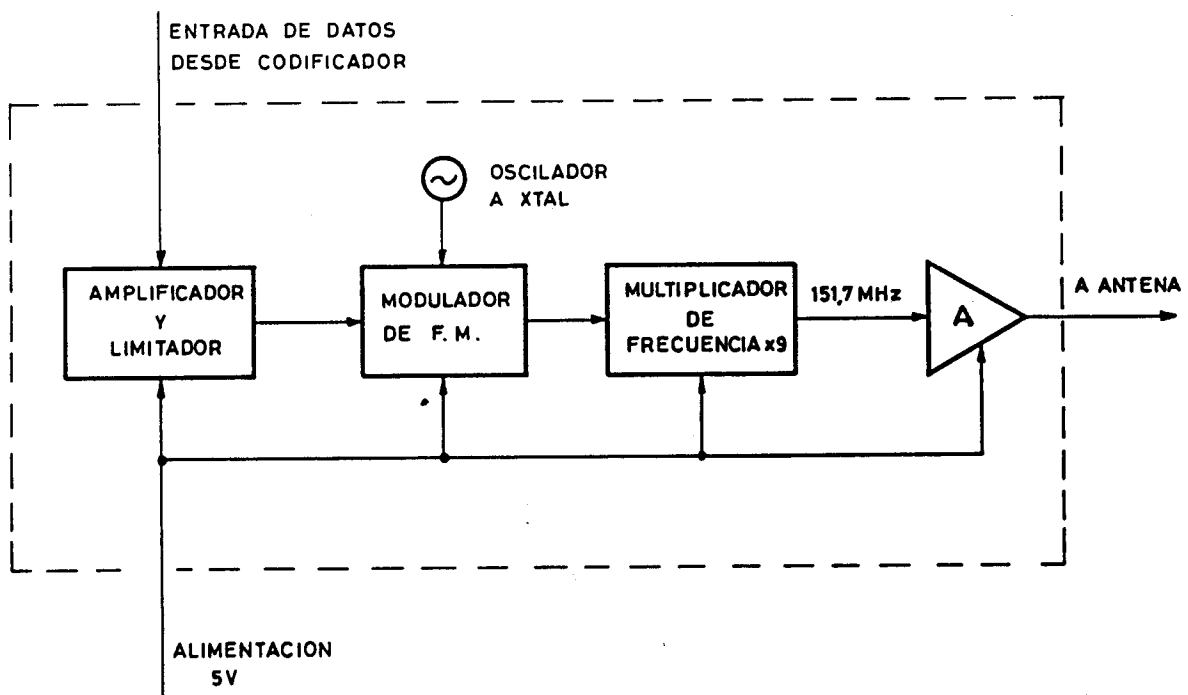 ENTRADA DE DATOS
DESDE CODIFICADOR
OSCILADOR
A XTAL
AMPLIFICADOR
Y
LIMITADOR
MODULADOR
DE F.M.
MULTIPLICADOR
DE
FRECUENCIA x9
151,7 MHz
A
A ANTENA
ALIMENTACION
5V